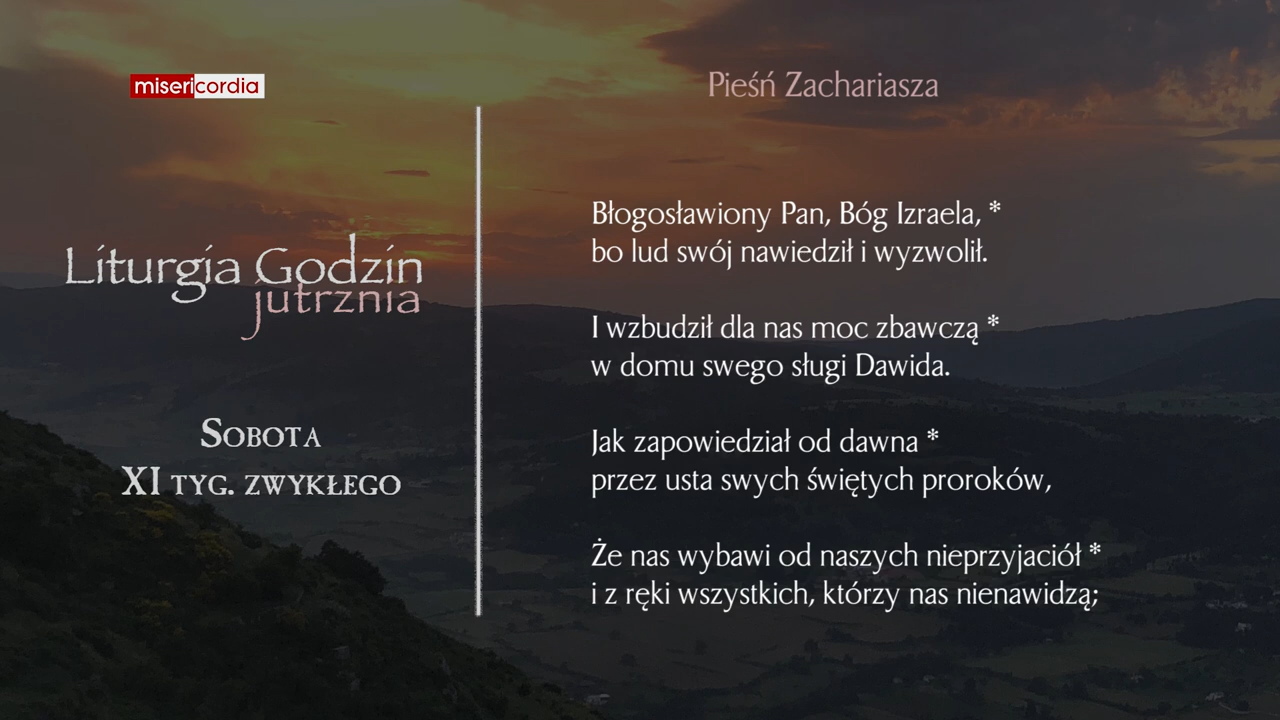 misericordia
Liturgia Godzin
jutrznia
Sobota
XI tyg. zwykłego
Pieśń Zachariasza
Błogosławiony Pan, Bóg Izraela, *
bo lud swój nawiedził i wyzwolił.
I wzbudził dla nas moc zbawczą *
w domu swego sługi Dawida.
Jak zapowiedział od dawna *
przez usta swych świętych proroków,
Że nas wybawi od naszych nieprzyjaciół *
i z ręki wszystkich, którzy nas nienawidzą;